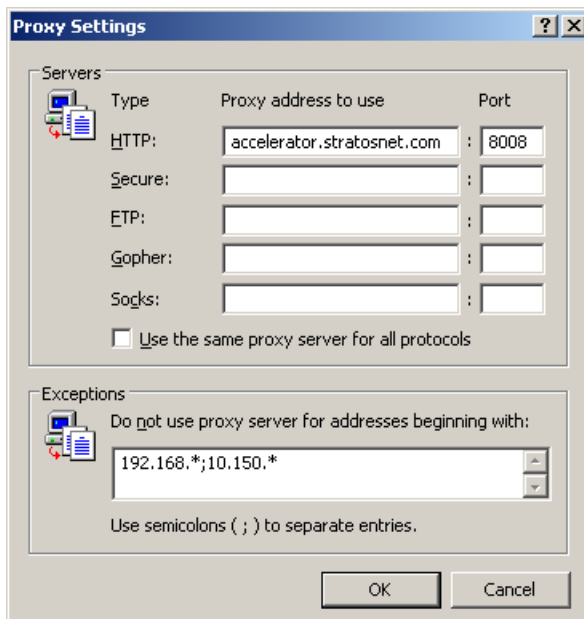 Proxy Settings
Servers
Type Proxy address to use Port
HTTP: accelerator.stratosnet.com : 8008
Secure: :
FTP: :
Gopher: :
Socks: :
Use the same proxy server for all protocols
Exceptions
Do not use proxy server for addresses beginning with:
192.168.*;10.150.*
Use semicolons ( ; ) to separate entries.
OK Cancel